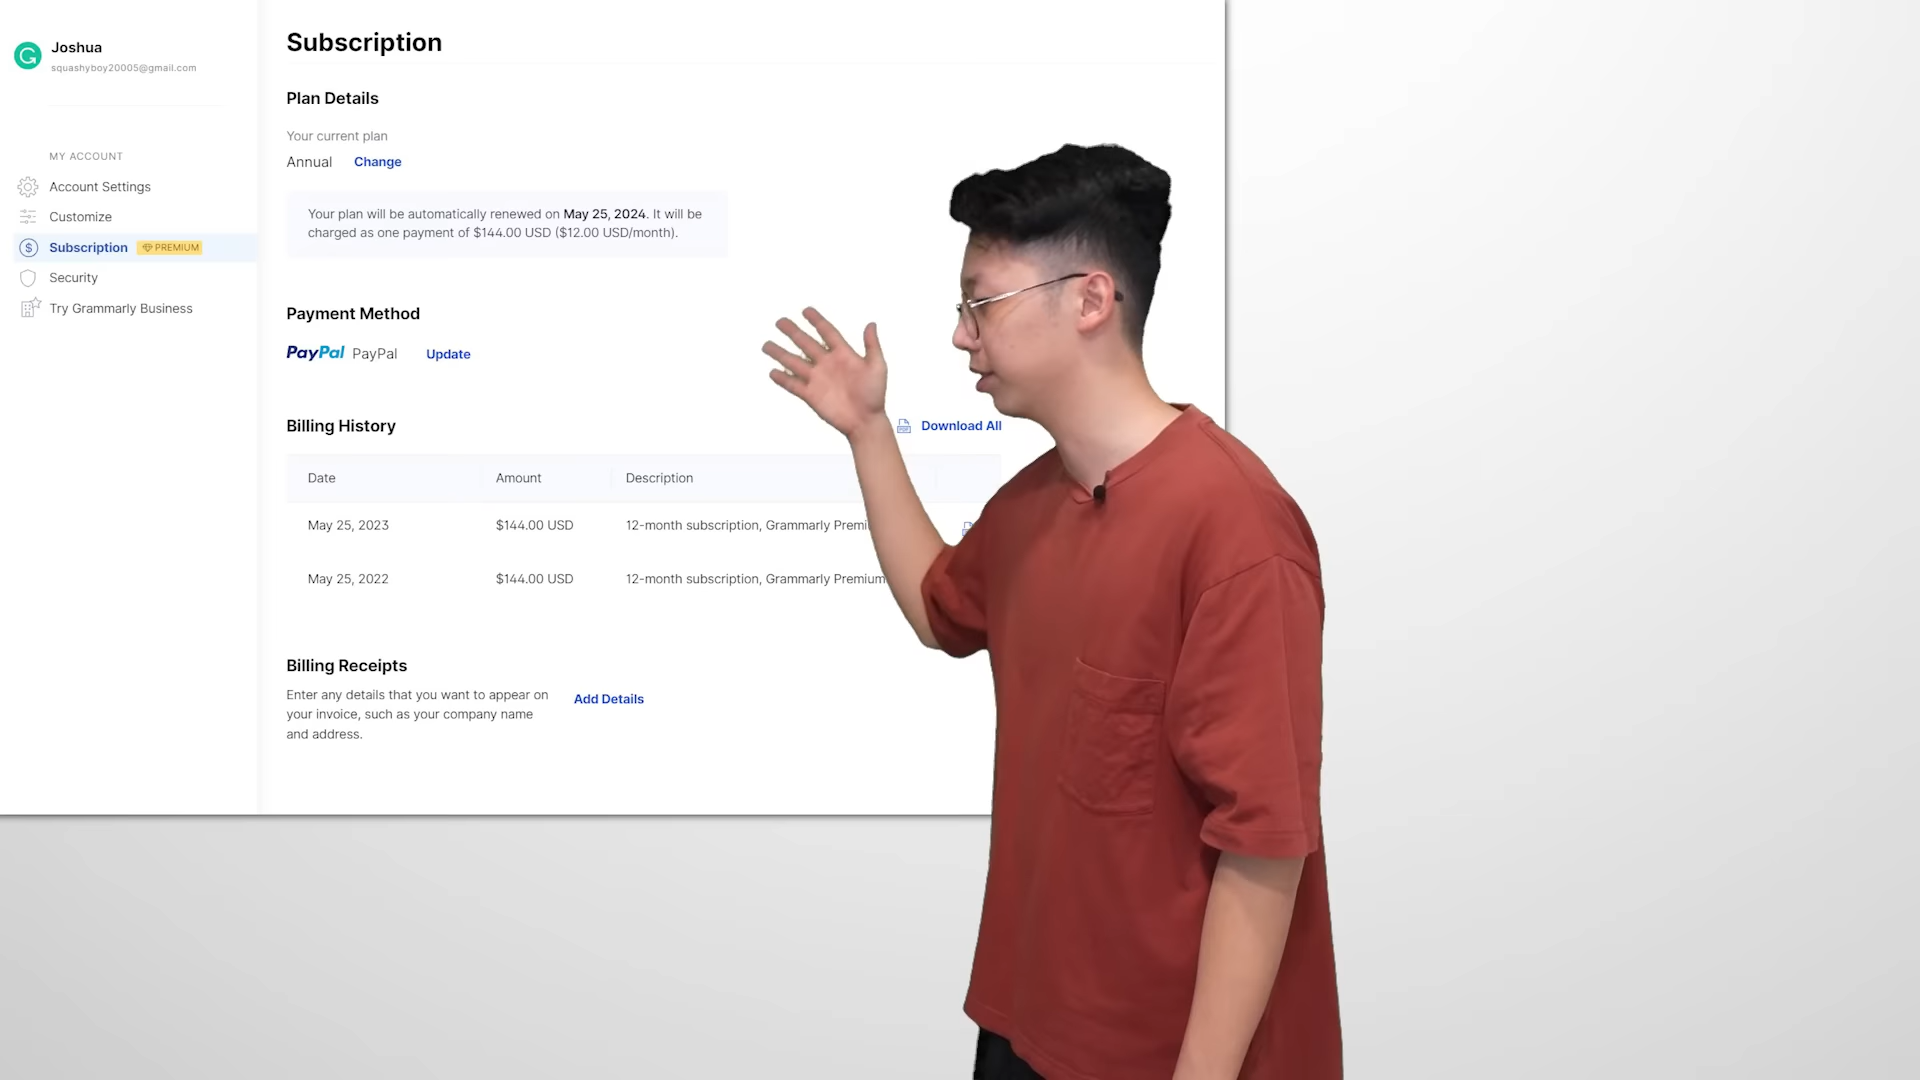 Joshua
squashyboy20005@gmail.com
MY ACCOUNT
Account Settings
Customize
Subscription PREMIUM
Security
Try Grammarly Business
Subscription
Plan Details
Your current plan
Annual Change
Your plan will be automatically renewed on May 25, 2024. It will be
charged as one payment of $144.00 USD ($12.00 USD/month).
Payment Method
PayPal PayPal Update
Billing History
Download All
Date Amount Description
May 25, 2023 $144.00 USD 12-month subscription, Grammarly Premi
May 25, 2022 $144.00 USD 12-month subscription, Grammarly Premium
Billing Receipts
Enter any details that you want to appear on
your invoice, such as your company name
and address.
Add Details